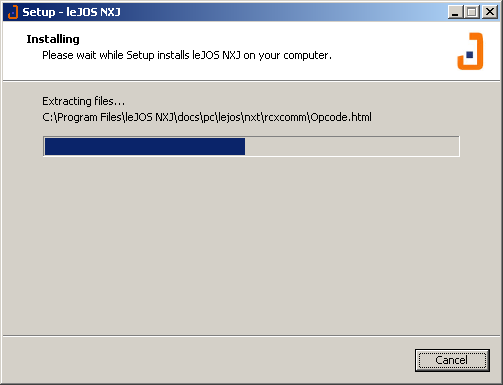 Setup - leJOS NXJ
Installing
Please wait while Setup installs leJOS NXJ on your computer.
Extracting files...
C:\Program Files\leJOS NXJ\docs\pc\lejos\nxt\rcxcomm\Opcode.html
Cancel